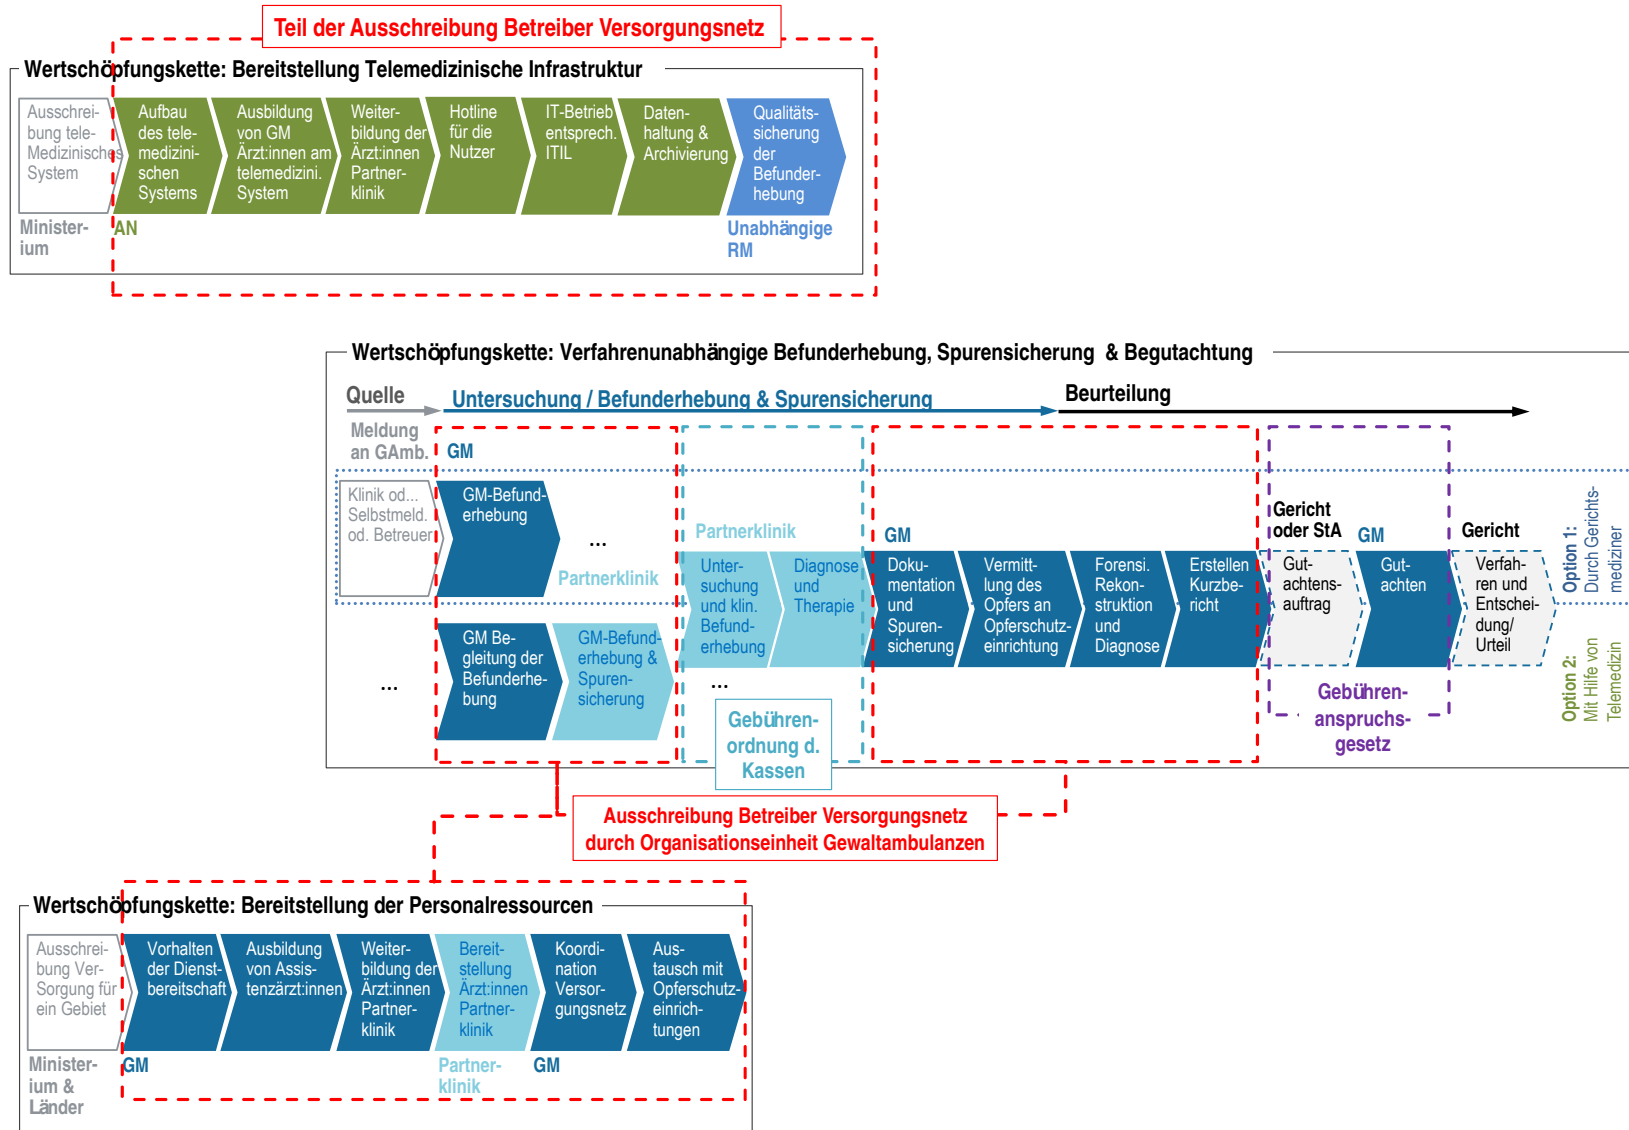 Teil der Ausschreibung Betreiber Versorgungsnetz
Wertschöpfungskette: Bereitstellung Telemedizinische Infrastruktur
Ausschrei-
bung tele-
Medizinisches
System
Aufbau
des tele-
medizini-
schen
Systems
Ausbildung
von GM
Ärzt:innen am
telemedizini.
System
Weiter-
bildung der
Ärzt:innen
Partner-
klinik
Hotline
für die
Nutzer
IT-Betrieb
entsprech.
ITIL
Daten-
haltung &
Archivierung
Qualitäts-
sicherung
der
Befunder-
hebung
Minister-
ium
AN
Unabhängige
RM
Wertschöpfungskette: Verfahrenunabhängige Befunderhebung, Spurensicherung & Begutachtung
Quelle
Untersuchung / Befunderhebung & Spurensicherung
Beurteilung
Meldung
an GAmb.
GM
Klinik od...
Selbstmeld.
od. Betreuer
GM-Befund-
erhebung
...
Partnerklinik
...
GM Be-
gleitung der
Befunderhe-
bung
GM-Befund-
erhebung &
Spuren-
sicherung
Partnerklinik
Unter-
suchung
und klin.
Befund-
erhebung
Diagnose
und
Therapie
...
Gebühren-
ordnung d.
Kassen
GM
Doku-
mentation
und
Spuren-
sicherung
Vermitt-
lung des
Opfers an
Opferschutz-
einrichtung
Forensi.
Rekon-
struktion
und
Diagnose
Erstellen
Kurzbe-
richt
Gericht
oder StA
Gut-
achtens-
auftrag
GM
Gut-
achten
Gebühren-
anspruchs-
gesetz
Gericht
Verfah-
ren und
Entschei-
dung/
Urteil
Option 1:
Durch Gerichts-
mediziner
Option 2:
Mit Hilfe von
Telemedizin
Ausschreibung Betreiber Versorgungsnetz
durch Organisationseinheit Gewaltambulanzen
Wertschöpfungskette: Bereitstellung der Personalressourcen
Ausschrei-
bung Ver-
Sorgung für
ein Gebiet
Vorhalten
der Dienst-
bereitschaft
Ausbildung
von Assis-
tenzärzt:innen
Weiter-
bildung der
Ärzt:innen
Partner-
klinik
Bereit-
stellung
Ärzt:innen
Partner-
klinik
Koordi-
nation
Versor-
gungsnetz
Aus-
tausch mit
Opferschutz-
einrich-
tungen
Minister-
ium &
Länder
GM
Partner-
klinik
GM